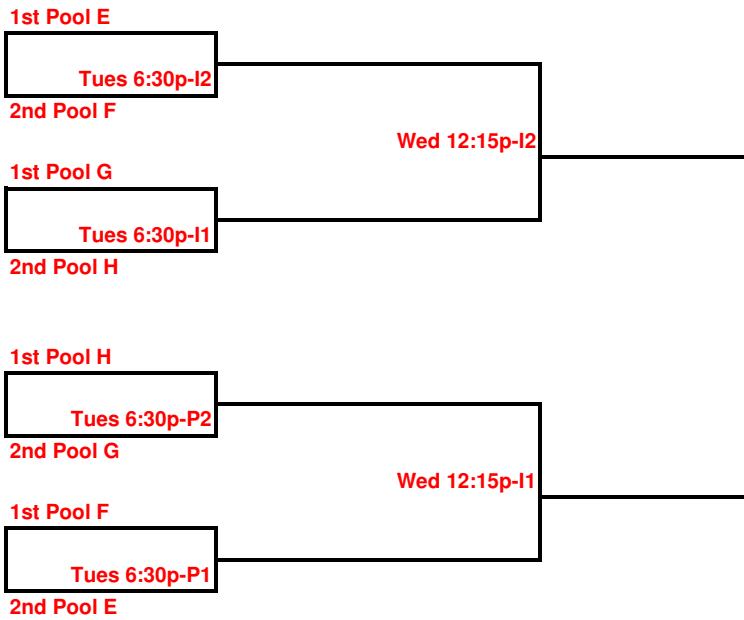 1st Pool E
Tues 6:30p-I2
2nd Pool F
Wed 12:15p-I2
1st Pool G
Tues 6:30p-I1
2nd Pool H
1st Pool H
Tues 6:30p-P2
2nd Pool G
Wed 12:15p-I1
1st Pool F
Tues 6:30p-P1
2nd Pool E